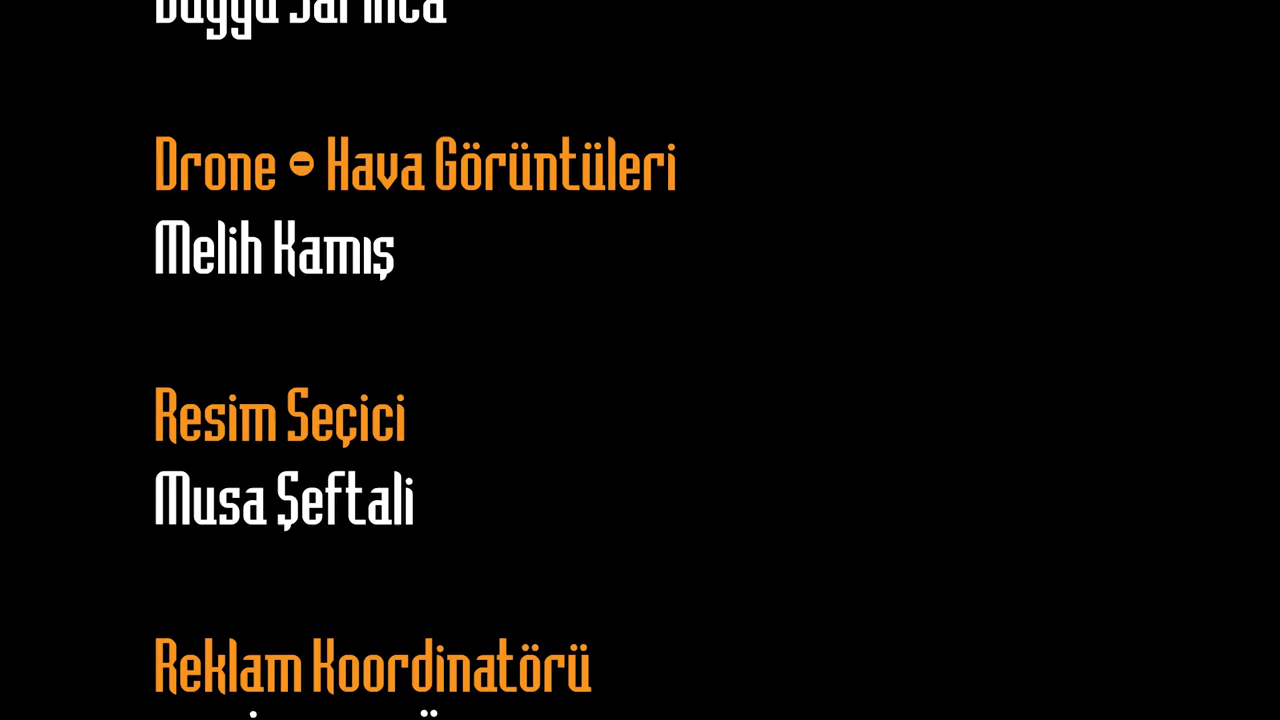 Drone - Hava Görüntüleri
Melih Kamış
Resim Seçici
Musa Şeftali
Reklam Koordinatörü